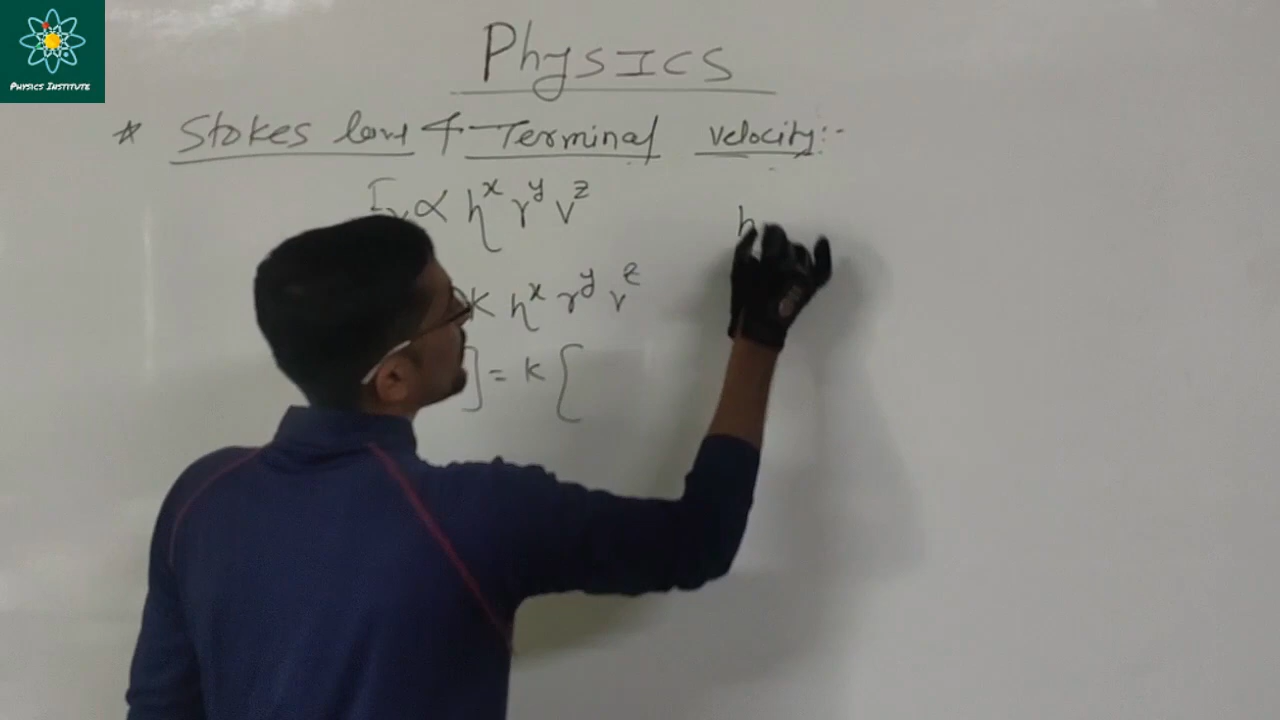 PHYSICS INSTITUTE
PhysICS
* Stokes law & Terminal velocity:-
∝ η^x r^y v^z
K η^x r^y v^z
] = K [